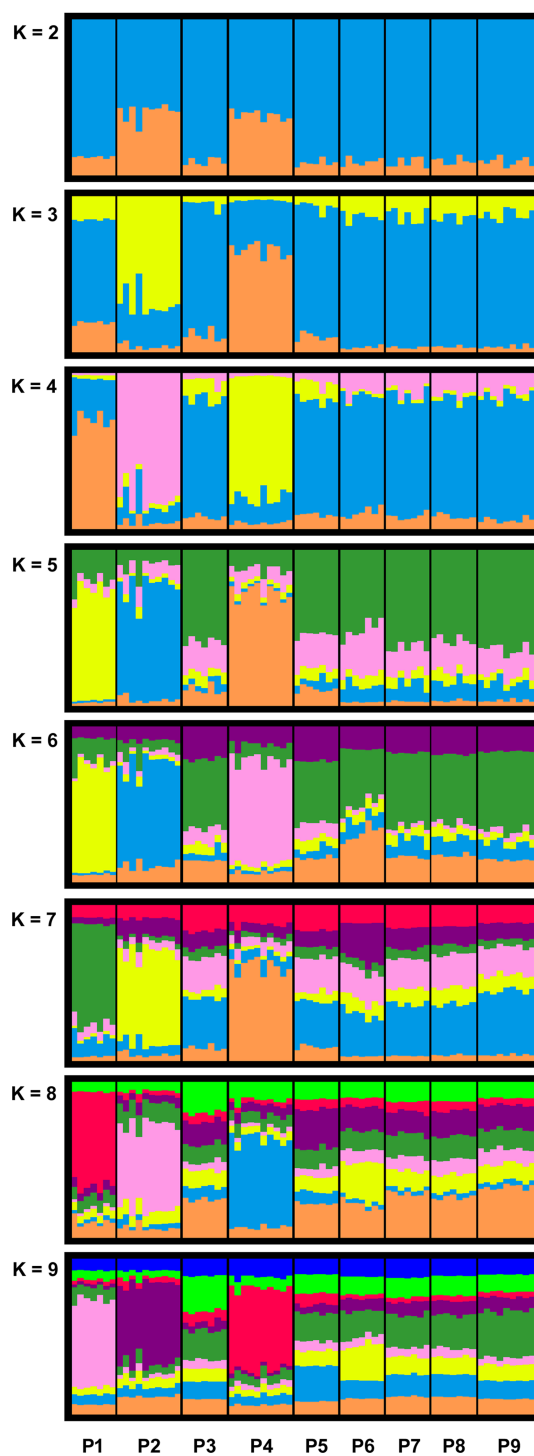 K = 2
K = 3
K = 4
K = 5
K = 6
K = 7
K = 8
K = 9
P1 P2 P3 P4 P5 P6 P7 P8 P9